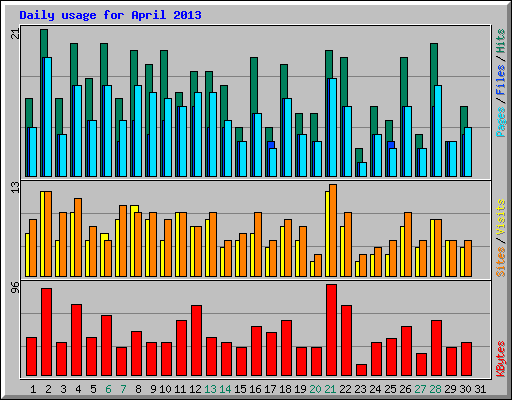 Daily usage for April 2013
21
Pages / Files / Hits
13
Sites / Visits
96
KBytes
1 2 3 4 5 6 7 8 9 10 11 12 13 14 15 16 17 18 19 20 21 22 23 24 25 26 27 28 29 30 31